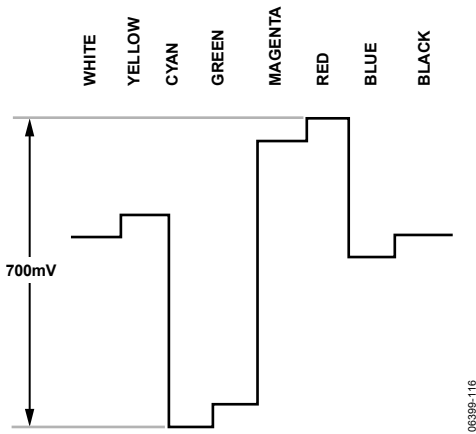 WHITE
YELLOW
CYAN
GREEN
MAGENTA
RED
BLUE
BLACK
700mV
06399-116